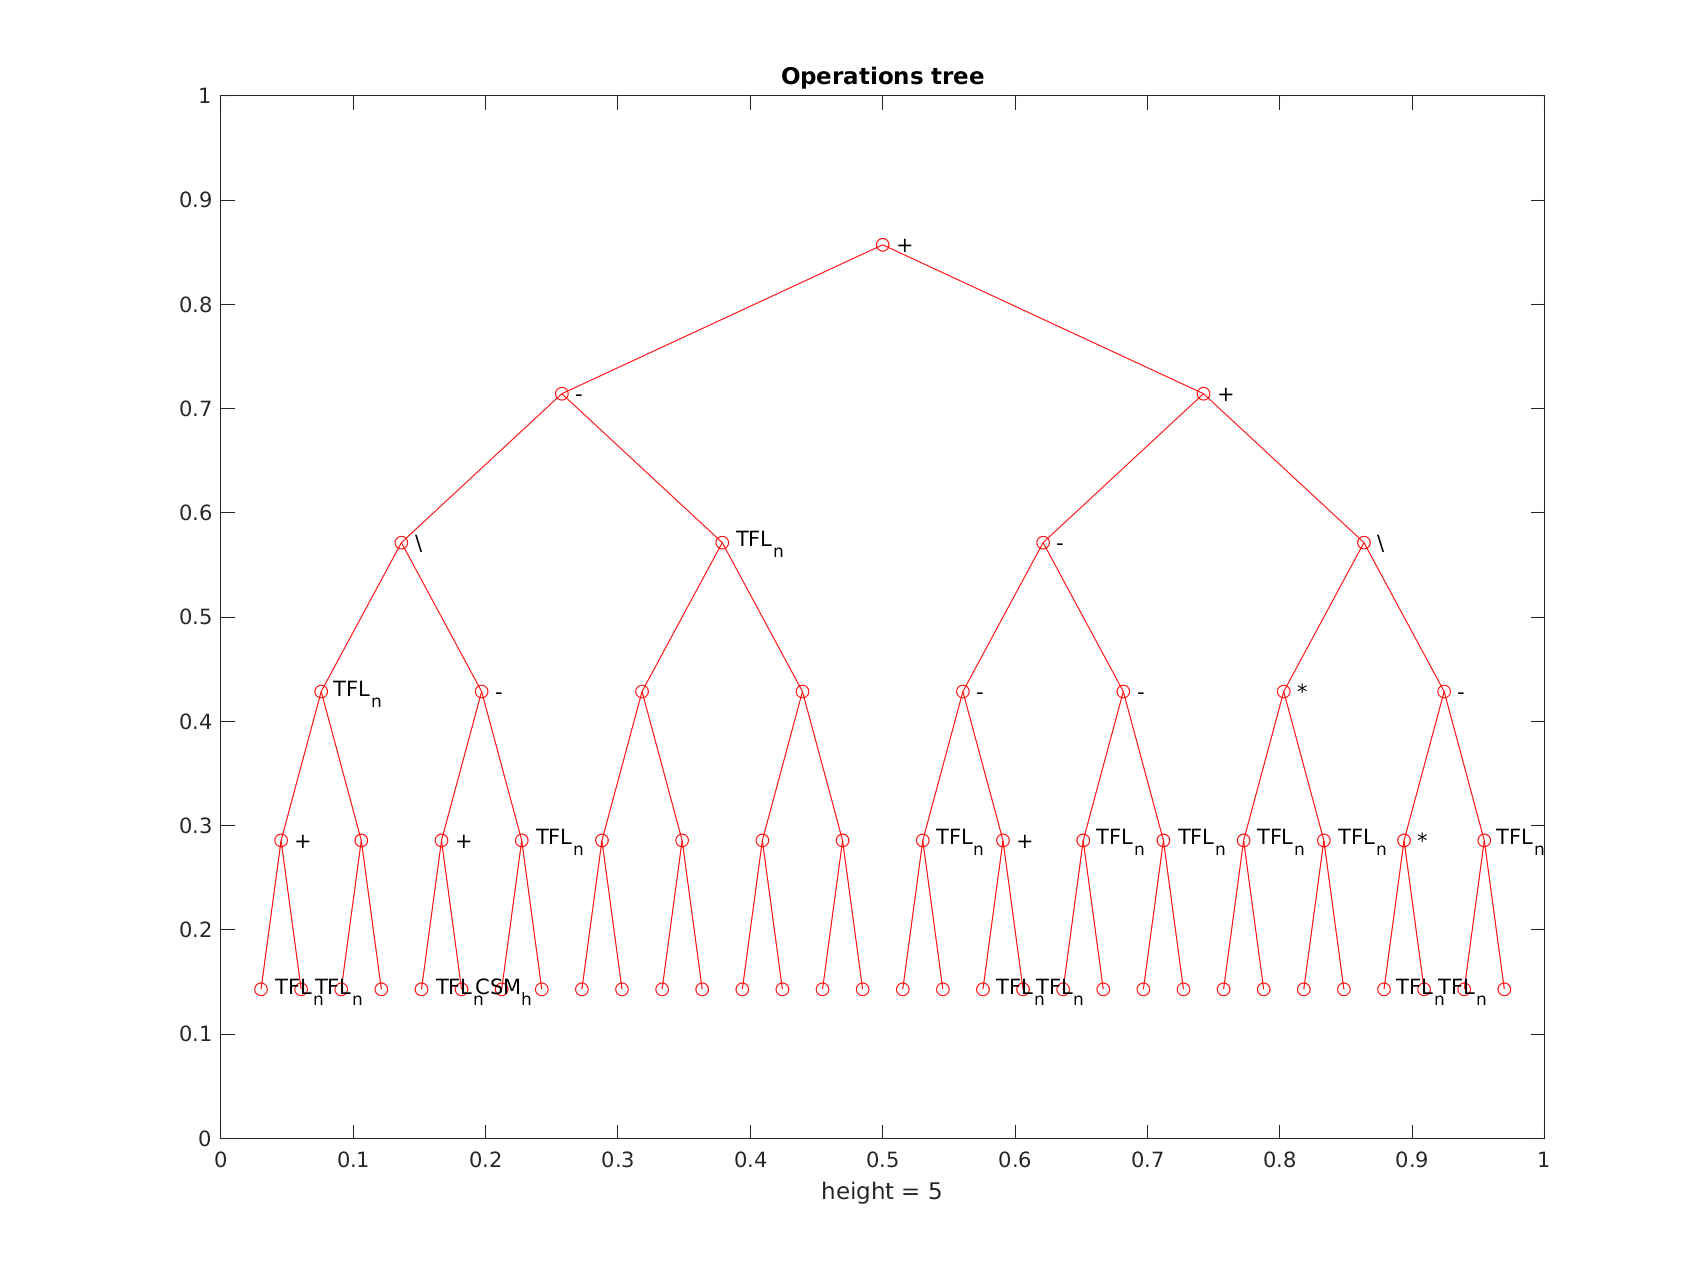 Operations tree
1
0.9
+
0.8
0.7
- +
0.6
\ TFLn - \
0.5
TFLn - - - * -
0.4
0.3
+ + TFLn TFLn + TFLn TFLn TFLn TFLn * TFLn
0.2
TFLn TFLn TFLn CSMn TFLn TFLn TFLn TFLn
0.1
0
0 0.1 0.2 0.3 0.4 0.5 0.6 0.7 0.8 0.9 1
height = 5